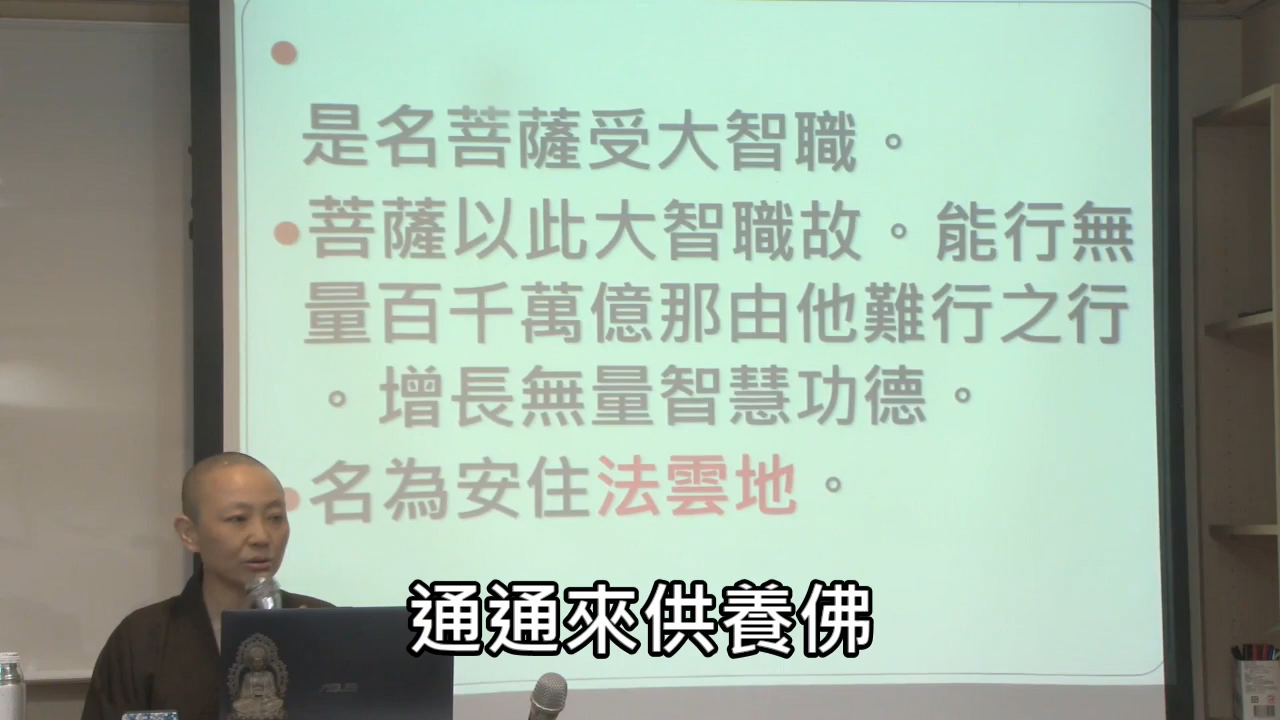 是名菩薩受大智職。
菩薩以此大智職故。能行無
量百千萬億那由他難行之行
。增長無量智慧功德。
名為安住法雲地。
通通來供養佛
ASUS